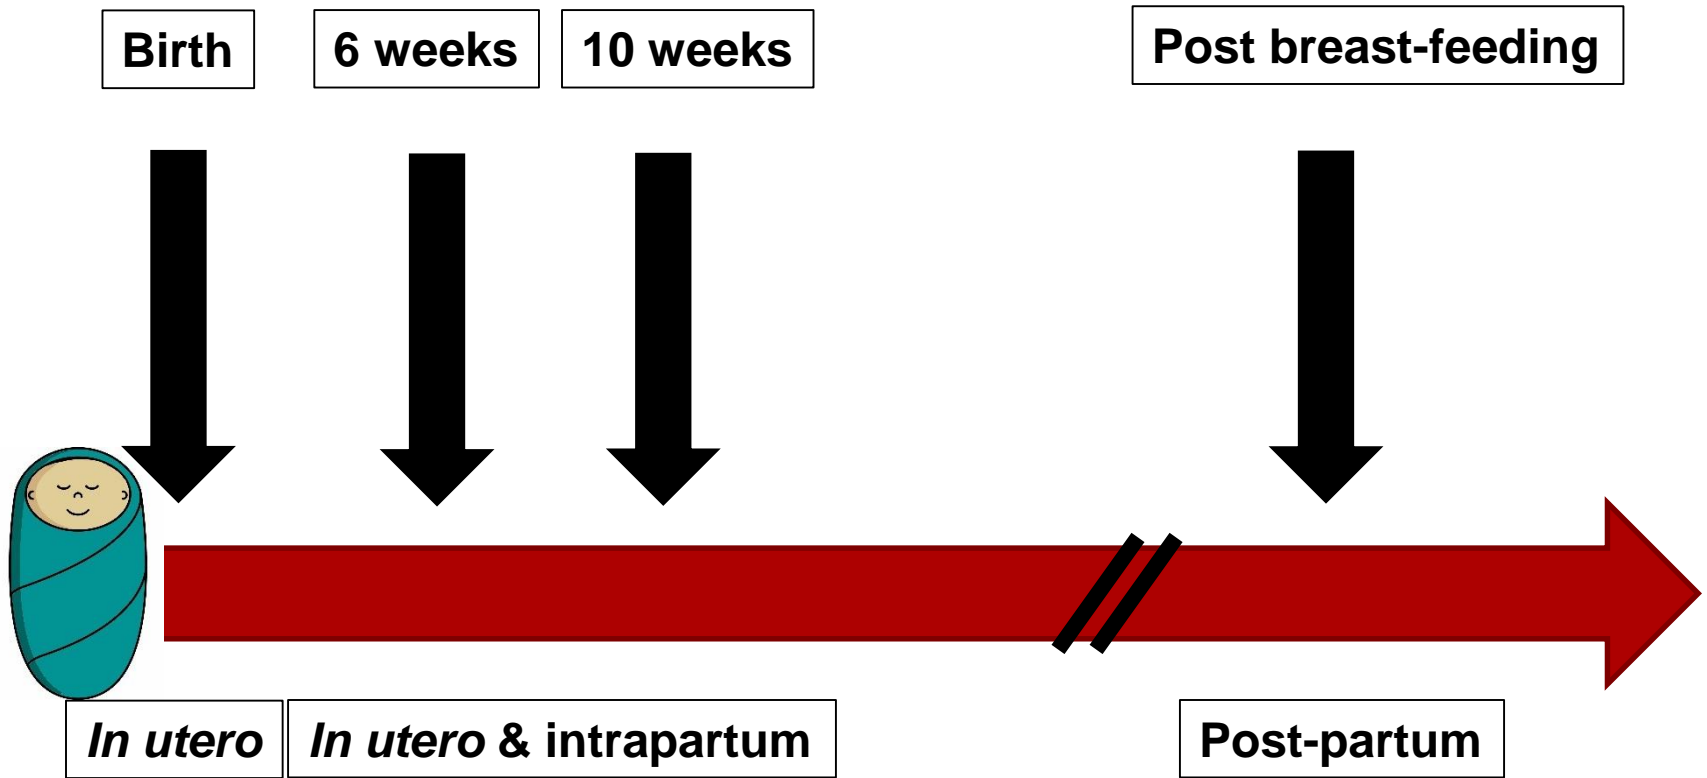 Birth
6 weeks
10 weeks
Post breast-feeding
In utero
In utero & intrapartum
Post-partum